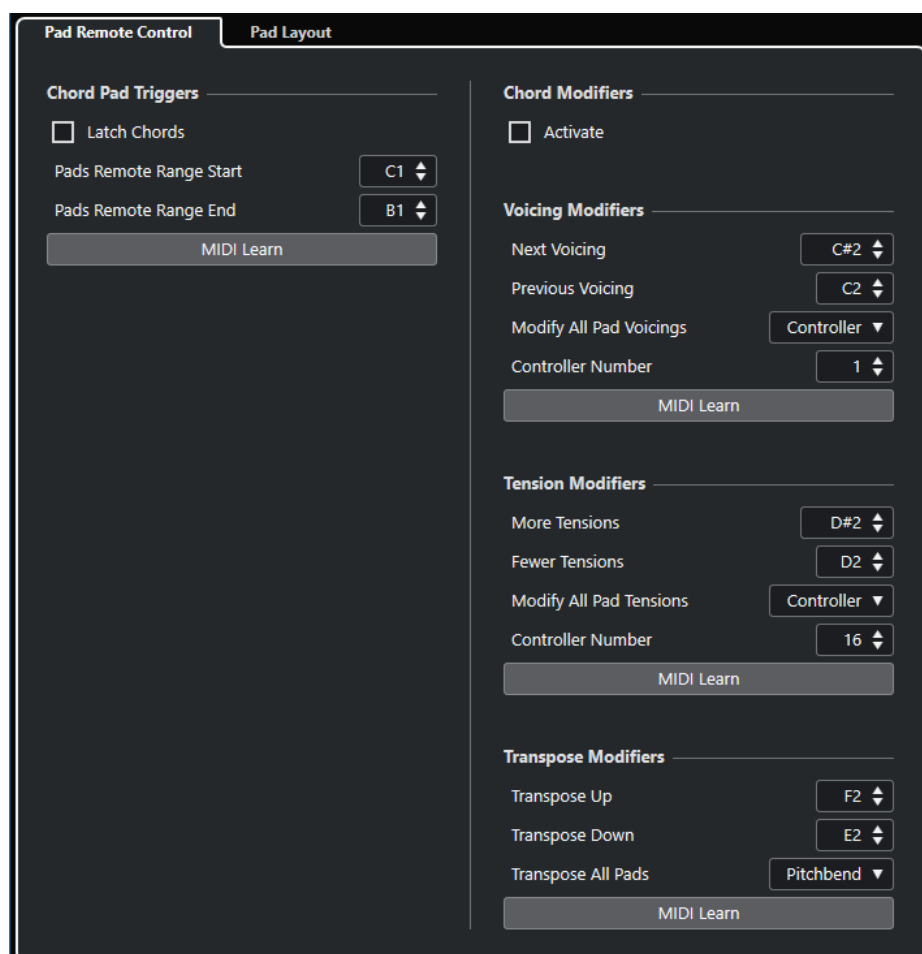 Pad Remote Control
Pad Layout
Chord Pad Triggers
Latch Chords
Pads Remote Range Start C1
Pads Remote Range End B1
MIDI Learn
Chord Modifiers
Activate
Voicing Modifiers
Next Voicing C#2
Previous Voicing C2
Modify All Pad Voicings Controller
Controller Number 1
MIDI Learn
Tension Modifiers
More Tensions D#2
Fewer Tensions D2
Modify All Pad Tensions Controller
Controller Number 16
MIDI Learn
Transpose Modifiers
Transpose Up F2
Transpose Down E2
Transpose All Pads Pitchbend
MIDI Learn